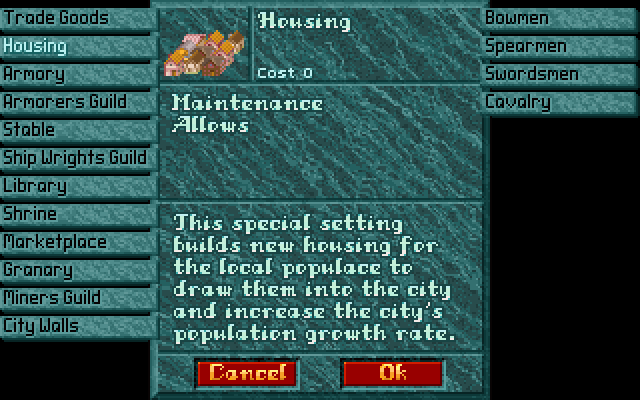 Trade Goods
Housing
Armory
Armorers Guild
Stable
Ship Wrights Guild
Library
Shrine
Marketplace
Granary
Miners Guild
City Walls
Housing
Cost 0
Maintenance
Allows
This special setting
builds new housing for
the local populace to
draw them into the city
and increase the city's
population growth rate.
Cancel
Ok
Bowmen
Spearmen
Swordsmen
Cavalry